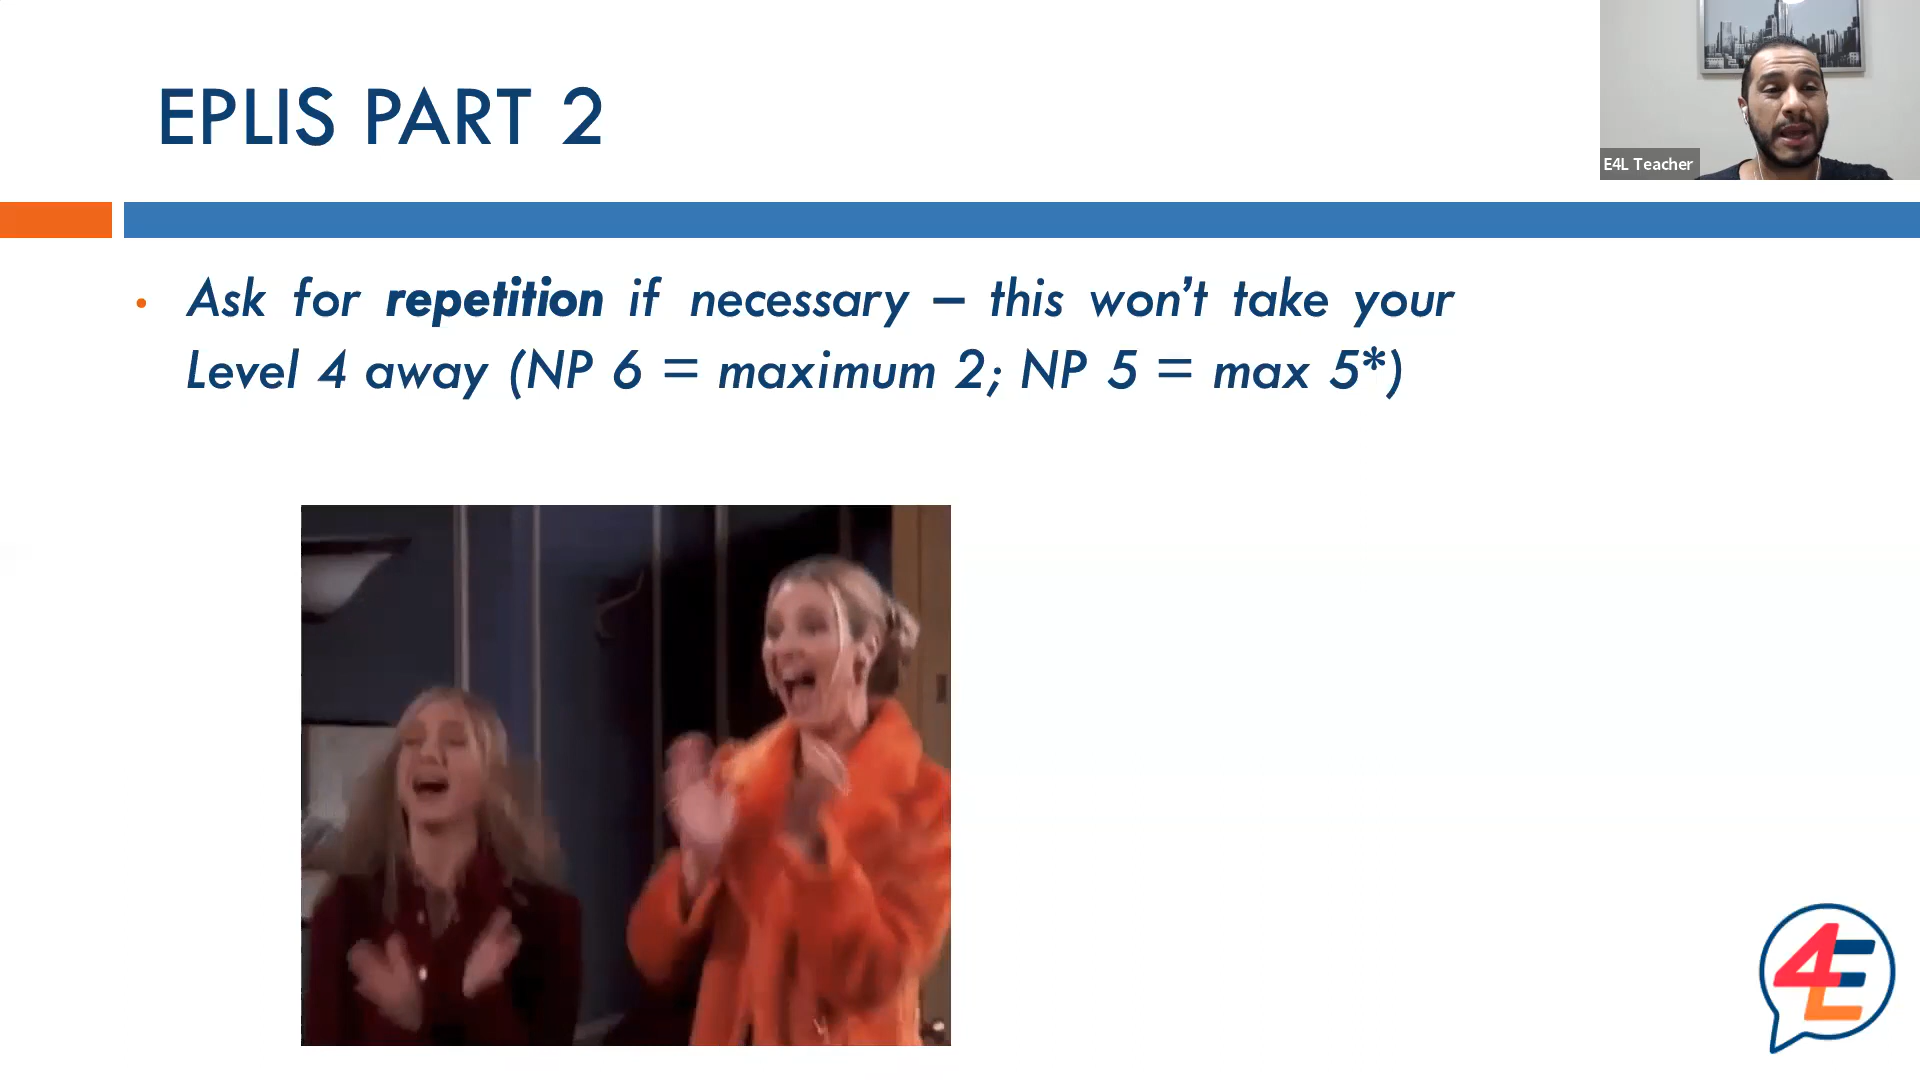 EPLIS PART 2
E4L Teacher
• Ask for repetition if necessary – this won’t take your
Level 4 away (NP 6 = maximum 2; NP 5 = max 5*)
4E
L